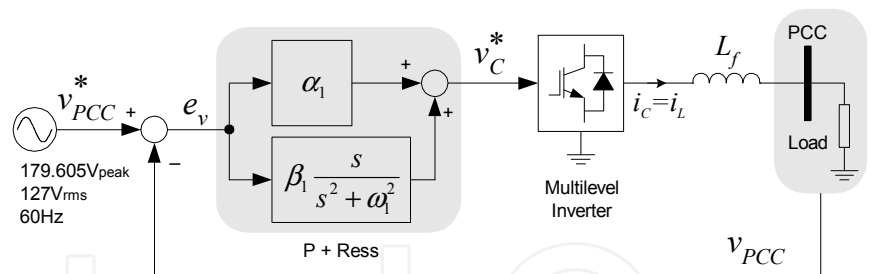 v*PCC
+
−
179.605Vpeak
127Vrms
60Hz
e_v
α₁
β₁ s / (s² + ω₁²)
+
+
P + Ress
v*C
Multilevel
Inverter
i_C=i_L
L_f
PCC
Load
v_PCC